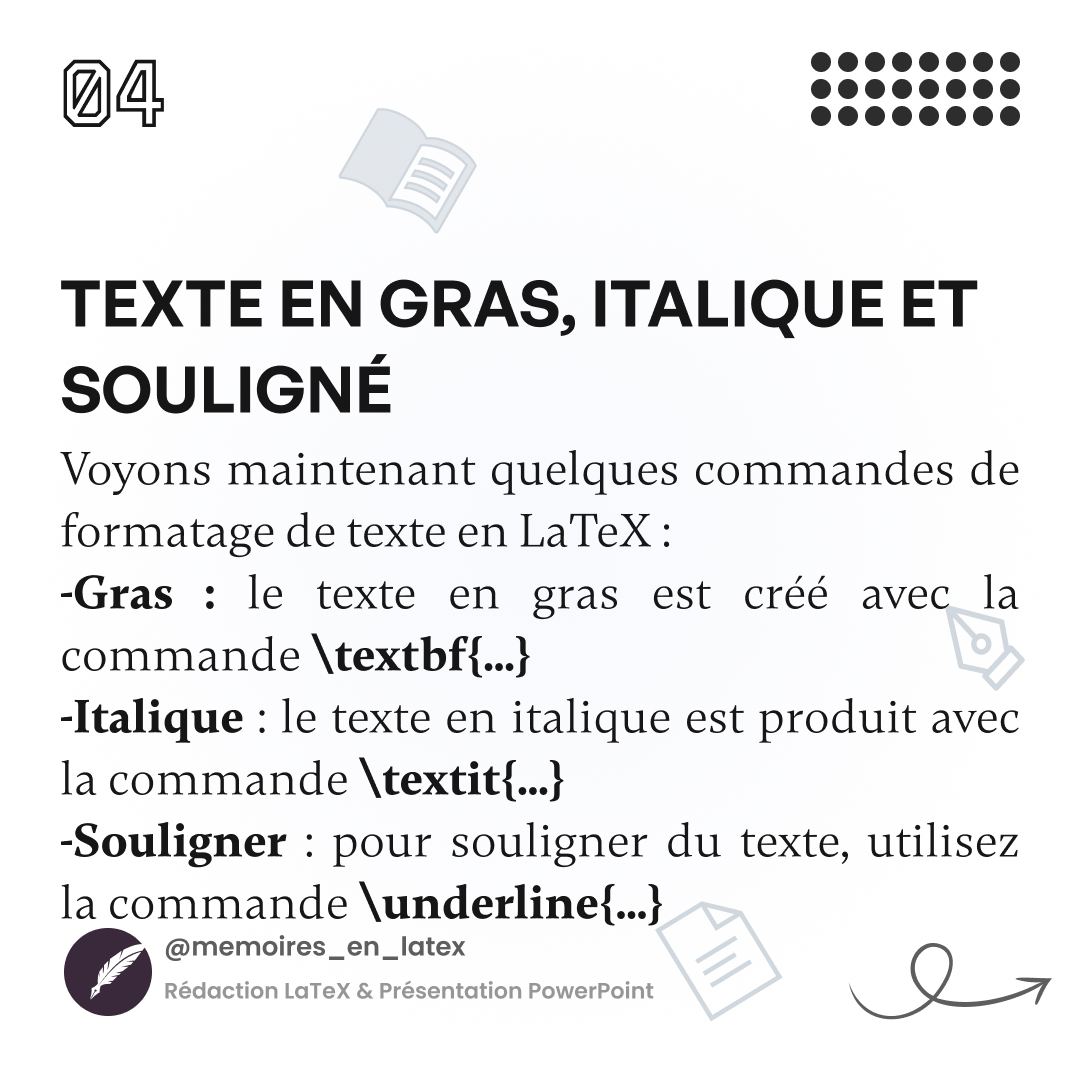 04
TEXTE EN GRAS, ITALIQUE ET
SOULIGNÉ
Voyons maintenant quelques commandes de
formatage de texte en LaTeX :
-Gras : le texte en gras est créé avec la
commande \textbf{...}
-Italique : le texte en italique est produit avec
la commande \textit{...}
-Souligner : pour souligner du texte, utilisez
la commande \underline{...}
@memoires_en_latex
Rédaction LaTeX & Présentation PowerPoint